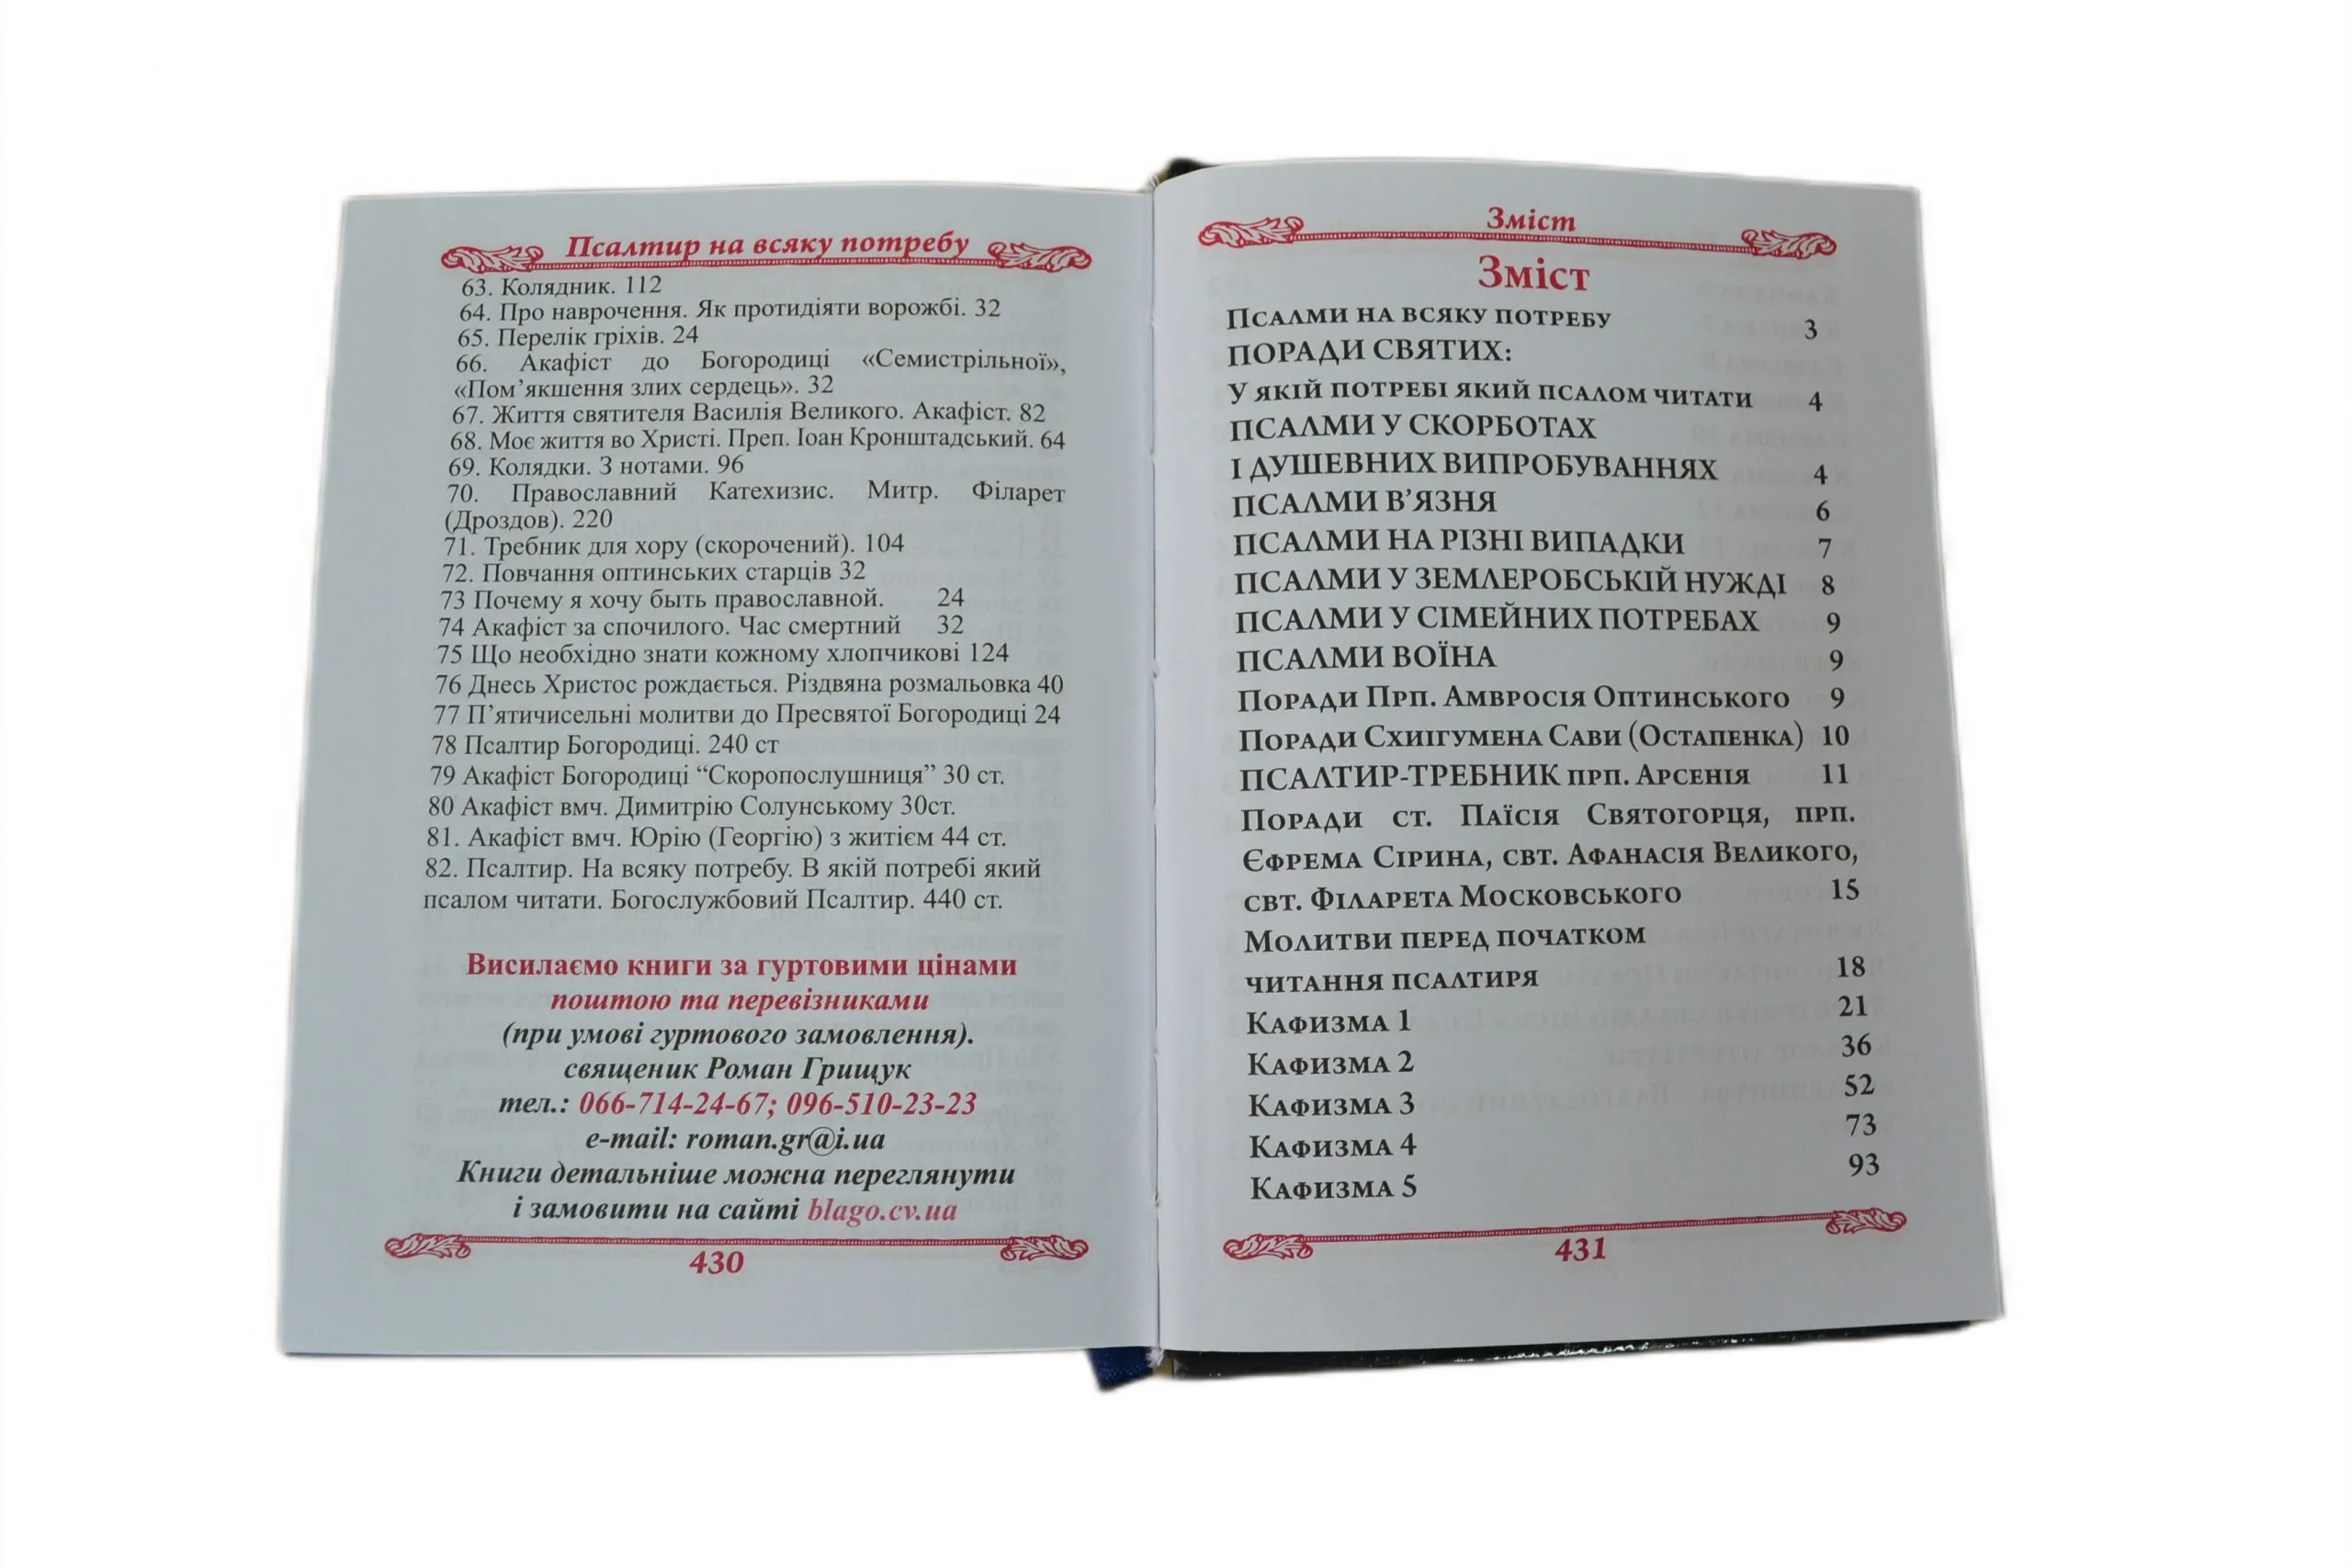 Псалтир на всяку потребу
63. Колядник. 112
64. Про наврочення. Як протидіяти ворожбі. 32
65. Перелік гріхів. 24
66. Акафіст до Богородиці «Семистрільної»,
«Пом’якшення злих сердець». 32
67. Життя святителя Василія Великого. Акафіст. 82
68. Моє життя во Христі. Преп. Іоан Кронштадський. 64
69. Колядки. З нотами. 96
70. Православний Катехизис. Митр. Філарет
(Дроздов). 220
71. Требник для хору (скорочений). 104
72. Повчання оптинських старців 32
73 Почему я хочу быть православной. 24
74 Акафіст за спочилого. Час смертний 32
75 Що необхідно знати кожному хлопчикові 124
76 Днесь Христос рождається. Різдвяна розмальовка 40
77 П’ятичисельні молитви до Пресвятої Богородиці 24
78 Псалтир Богородиці. 240 ст
79 Акафіст Богородиці “Скоропослушниця” 30 ст.
80 Акафіст вмч. Димитрію Солунському 30ст.
81. Акафіст вмч. Юрію (Георгію) з житієм 44 ст.
82. Псалтир. На всяку потребу. В якій потребі який
псалом читати. Богослужбовий Псалтир. 440 ст.
Висилаємо книги за гуртовими цінами
поштою та перевізниками
(при умові гуртового замовлення).
священик Роман Грищук
тел.: 066-714-24-67; 096-510-23-23
e-mail: roman.gr@i.ua
Книги детальніше можна переглянути
і замовити на сайті blago.cv.ua
430
Зміст
Зміст
Псалми на всяку потребу 3
ПОРАДИ СВЯТИХ:
У якій потребі який псалом читати 4
ПСАЛМИ У СКОРБОТАХ
І ДУШЕВНИХ ВИПРОБУВАННЯХ 4
ПСАЛМИ В’ЯЗНЯ 6
ПСАЛМИ НА РІЗНІ ВИПАДКИ 7
ПСАЛМИ У ЗЕМЛЕРОБСЬКІЙ НУЖДІ 8
ПСАЛМИ У СІМЕЙНИХ ПОТРЕБАХ 9
ПСАЛМИ ВОЇНА 9
Поради Прп. Амвросія Оптинського 9
Поради Схиігумена Сави (Остапенка) 10
ПСАЛТИР-ТРЕБНИК прп. Арсенія 11
Поради ст. Паїсія Святогорця, прп.
Єфрема Сірина, свт. Афанасія Великого,
свт. Філарета Московського 15
Молитви перед початком
читання псалтиря 18
Кафизма 1 21
Кафизма 2 36
Кафизма 3 52
Кафизма 4 73
Кафизма 5 93
431